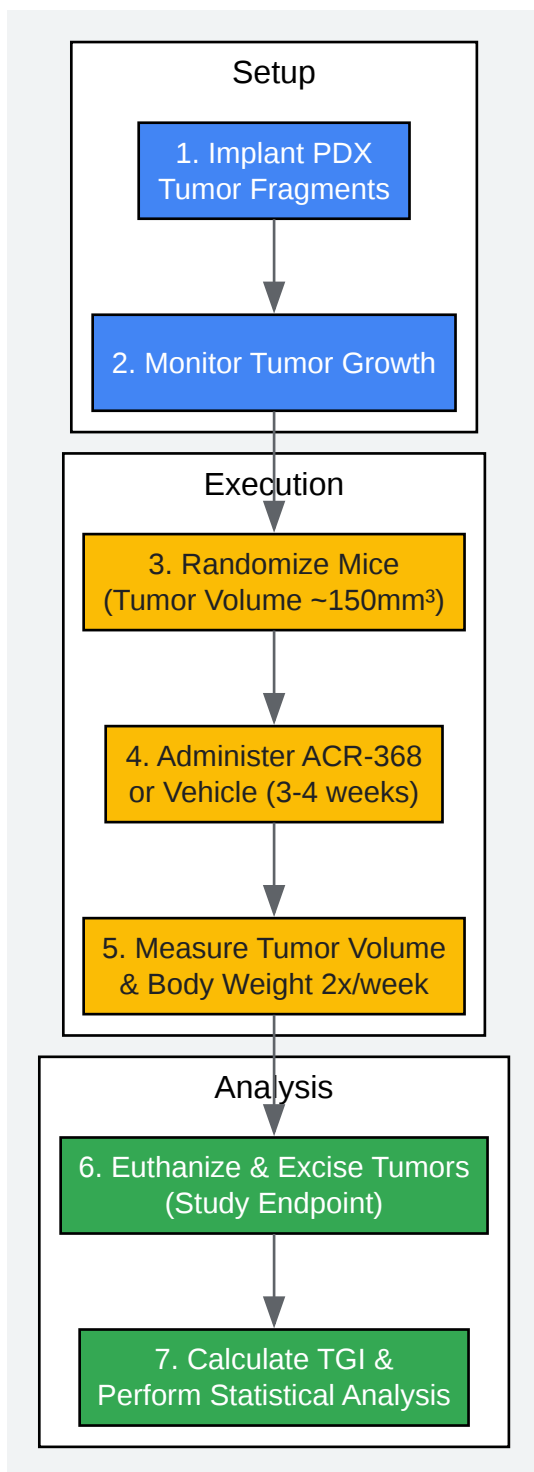 Setup
1. Implant PDX
Tumor Fragments
2. Monitor Tumor Growth
Execution
3. Randomize Mice
(Tumor Volume ~150mm³)
4. Administer ACR-368
or Vehicle (3-4 weeks)
5. Measure Tumor Volume
& Body Weight 2x/week
Analysis
6. Euthanize & Excise Tumors
(Study Endpoint)
7. Calculate TGI &
Perform Statistical Analysis